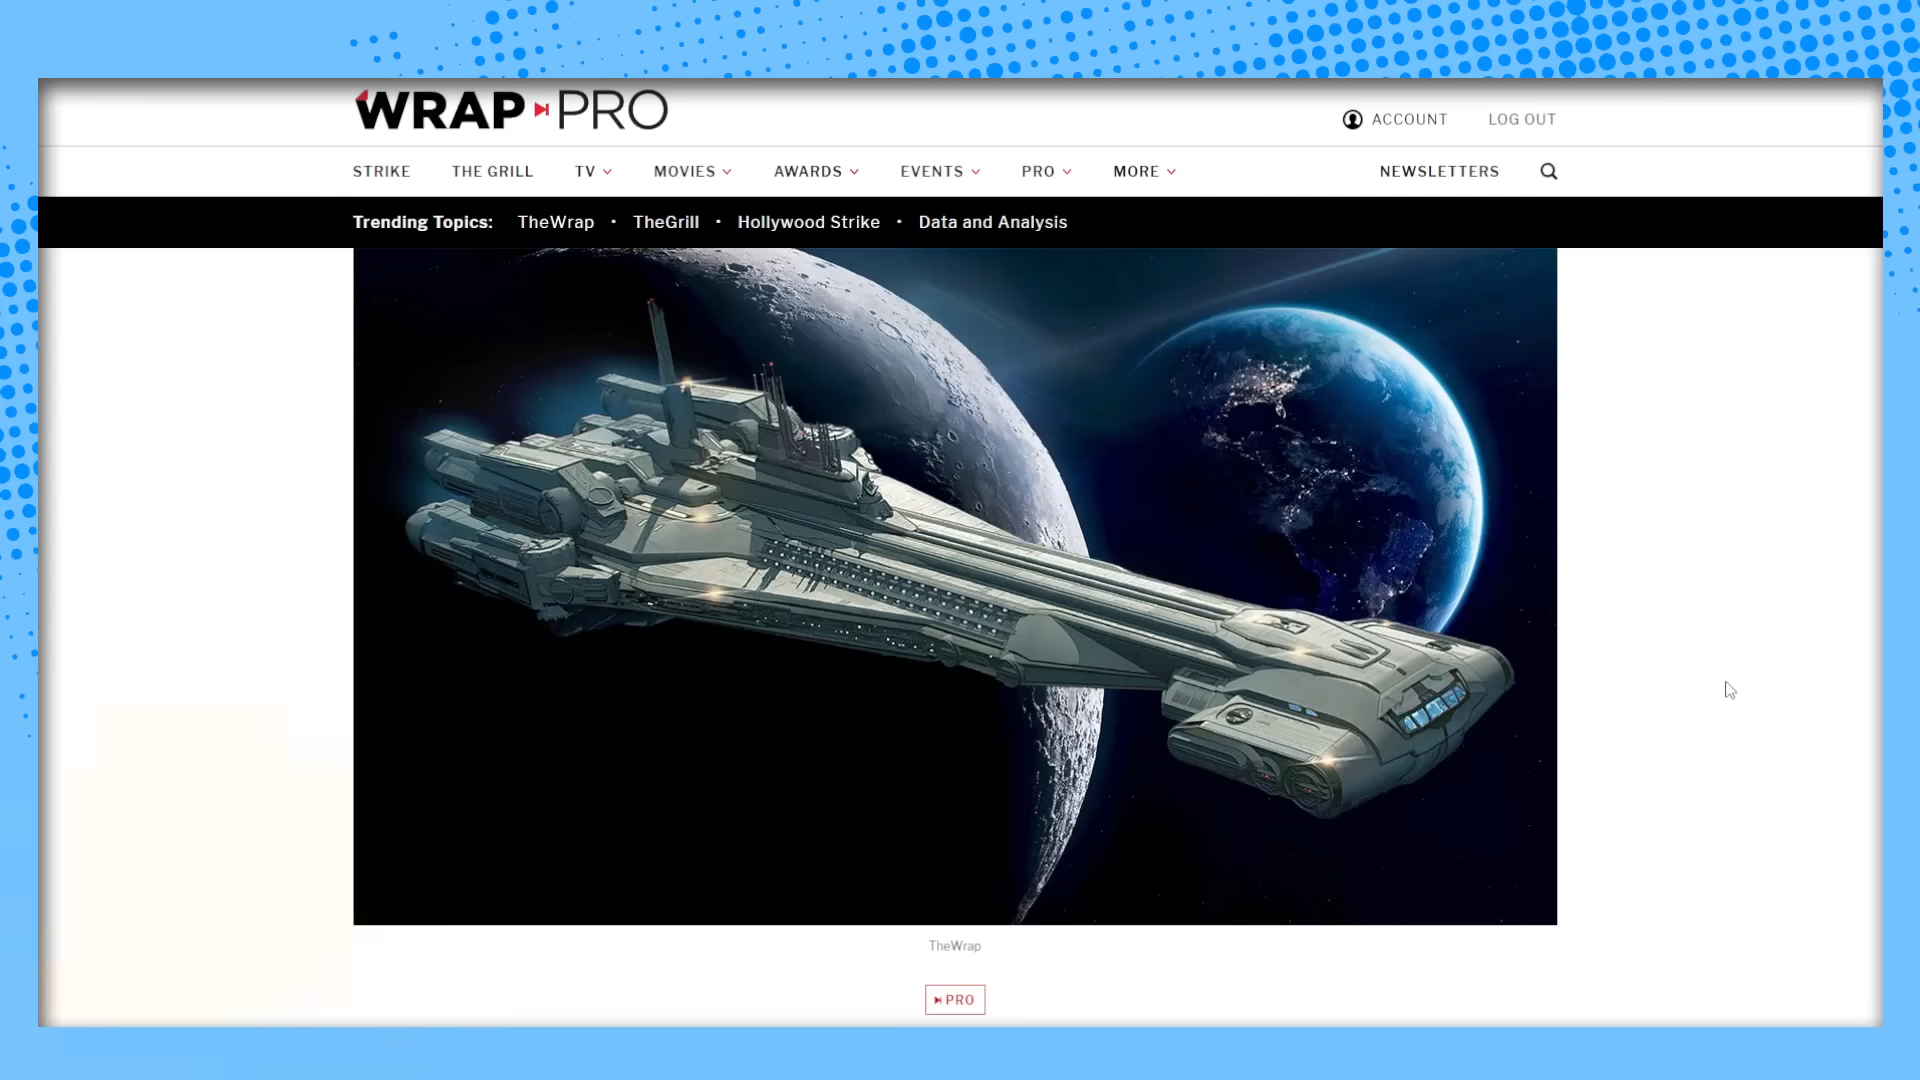 WRAP PRO
ACCOUNT LOG OUT
STRIKE THE GRILL TV MOVIES AWARDS EVENTS PRO MORE NEWSLETTERS
Trending Topics: TheWrap • TheGrill • Hollywood Strike • Data and Analysis
TheWrap
PRO